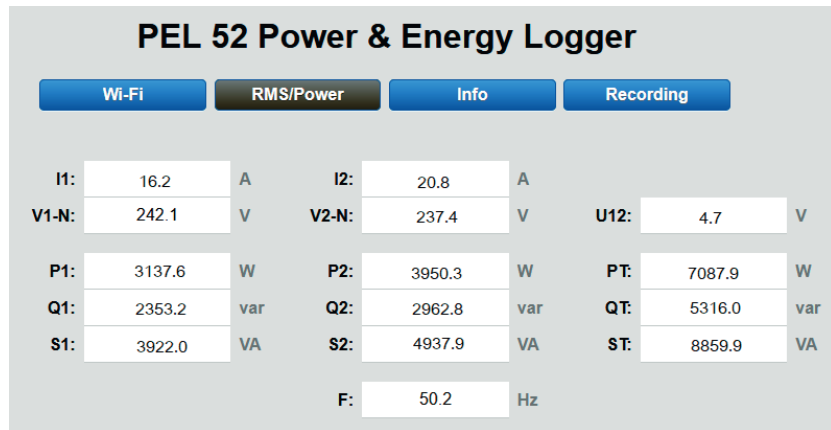 PEL 52 Power & Energy Logger
Wi-Fi RMS/Power Info Recording
I1: 16.2 A I2: 20.8 A
V1-N: 242.1 V V2-N: 237.4 V U12: 4.7 V
P1: 3137.6 W P2: 3950.3 W PT: 7087.9 W
Q1: 2353.2 var Q2: 2962.8 var QT: 5316.0 var
S1: 3922.0 VA S2: 4937.9 VA ST: 8859.9 VA
F: 50.2 Hz